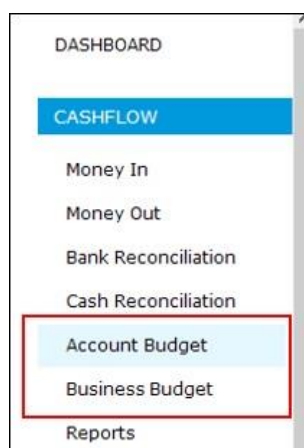 DASHBOARD
CASHFLOW
Money In
Money Out
Bank Reconciliation
Cash Reconciliation
Account Budget
Business Budget
Reports